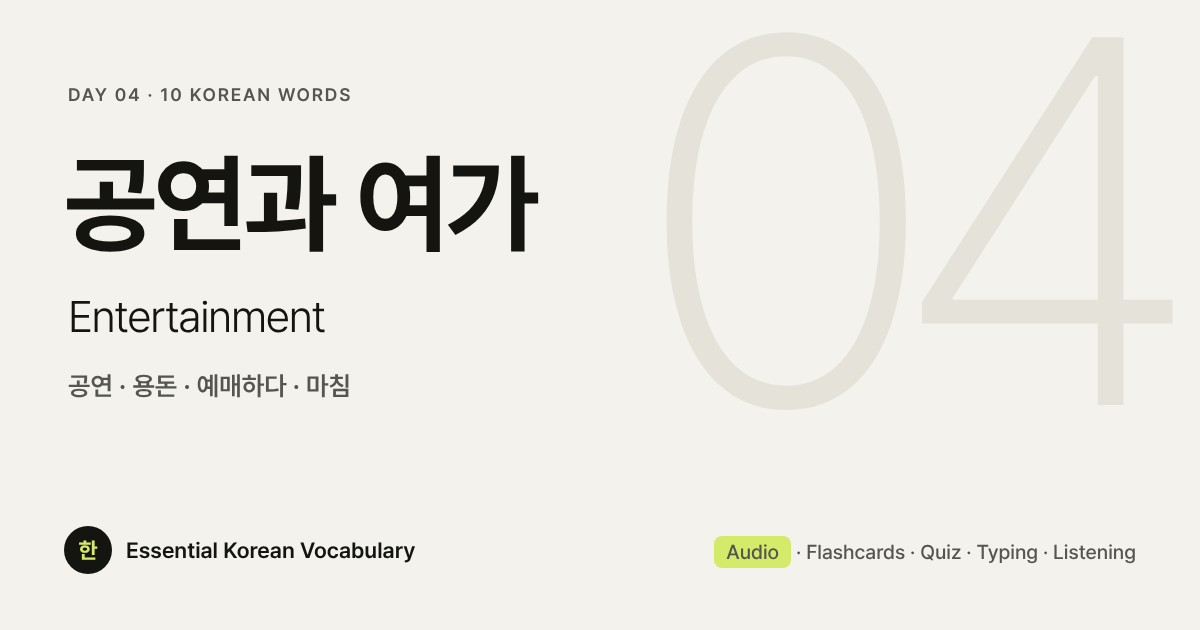 DAY 04 · 10 KOREAN WORDS
04
공연과 여가
Entertainment
공연 · 용돈 · 예매하다 · 마침
한 Essential Korean Vocabulary
Audio · Flashcards · Quiz · Typing · Listening